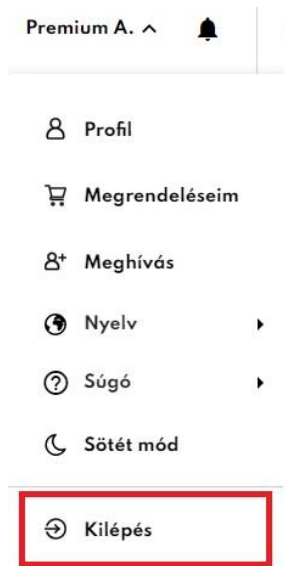 Premium A.
Profil
Megrendeléseim
Meghívás
Nyelv
Súgó
Sötét mód
Kilépés